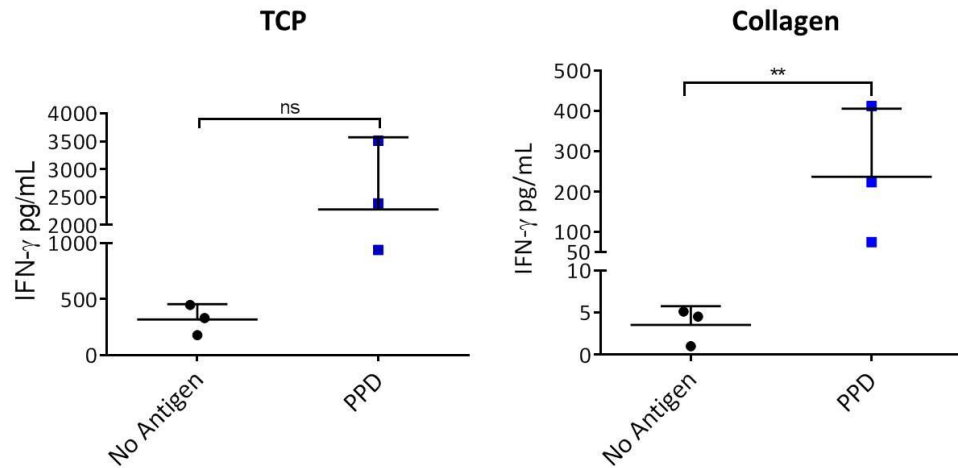 TCP
IFN-γ pg/mL
4000
3500
3000
2500
2000
1000
500
0
ns
No Antigen
PPD
Collagen
IFN-γ pg/mL
500
400
300
200
100
50
10
5
0
**
No Antigen
PPD